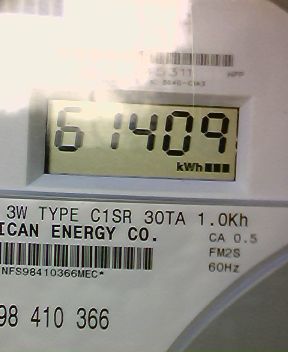 61409
kWh
3W TYPE C1SR 30TA 1.0Kh
ICAN ENERGY CO.
CA 0.5
FM2S
60Hz
NFS98410366MEC*
98 410 366